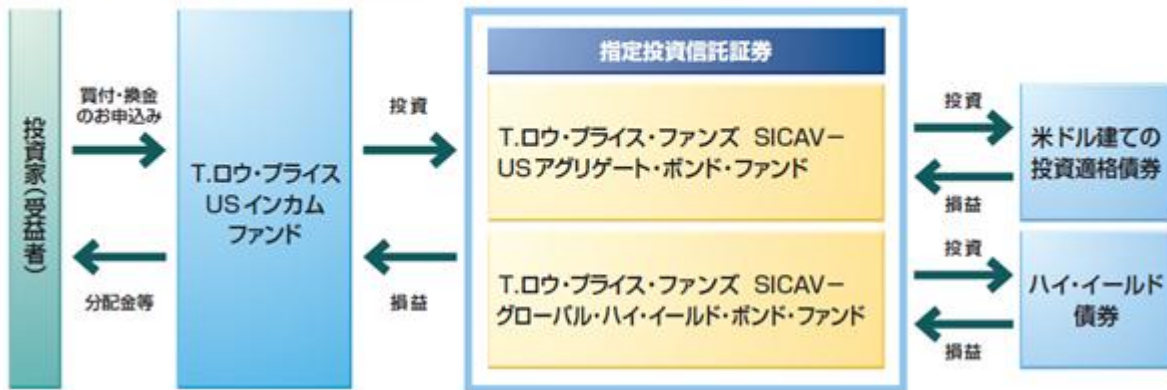 投資家(受益者)
買付・換金
のお申込み
分配金等
T.ロウ・プライス
USインカム
ファンド
投資
損益
指定投資信託証券
T.ロウ・プライス・ファンズ SICAV−
USアグリゲート・ボンド・ファンド
T.ロウ・プライス・ファンズ SICAV−
グローバル・ハイ・イールド・ボンド・ファンド
投資
損益
投資
損益
米ドル建ての
投資適格債券
ハイ・イールド
債券